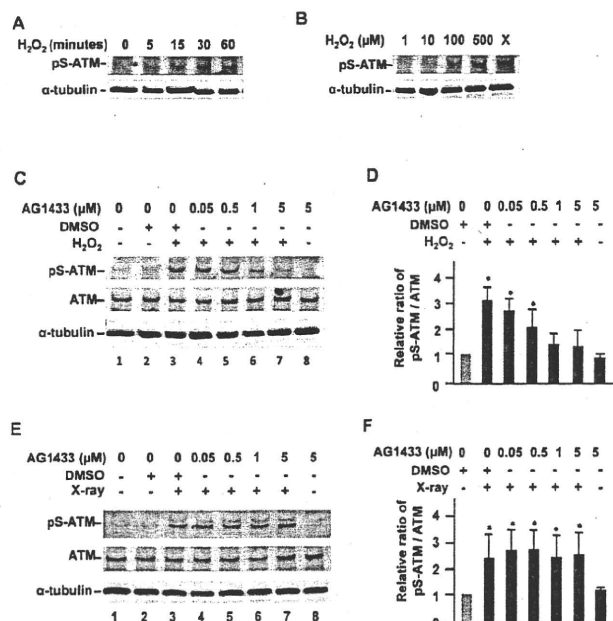 A
H₂O₂ (minutes) 0 5 15 30 60
pS-ATM-
α-tubulin-
B
H₂O₂ (μM) 1 10 100 500 X
pS-ATM-
α-tubulin-
C
AG1433 (μM) 0 0 0 0.05 0.5 1 5 5
DMSO - + + - - - - -
H₂O₂ - - + + + + + -
pS-ATM-
ATM-
α-tubulin-
1 2 3 4 5 6 7 8
D
AG1433 (μM) 0 0 0.05 0.5 1 5 5
DMSO + + - - - - -
H₂O₂ - + + + + + -
Relative ratio of
pS-ATM / ATM
4
3
2
1
0
* * *
E
AG1433 (μM) 0 0 0 0.05 0.5 1 5 5
DMSO - + + - - - - -
X-ray - - + + + + + -
pS-ATM-
ATM-
α-tubulin-
1 2 3 4 5 6 7 8
F
AG1433 (μM) 0 0 0.05 0.5 1 5 5
DMSO + + - - - - -
X-ray - + + + + + -
Relative ratio of
pS-ATM / ATM
4
3
2
1
0
* * * * *